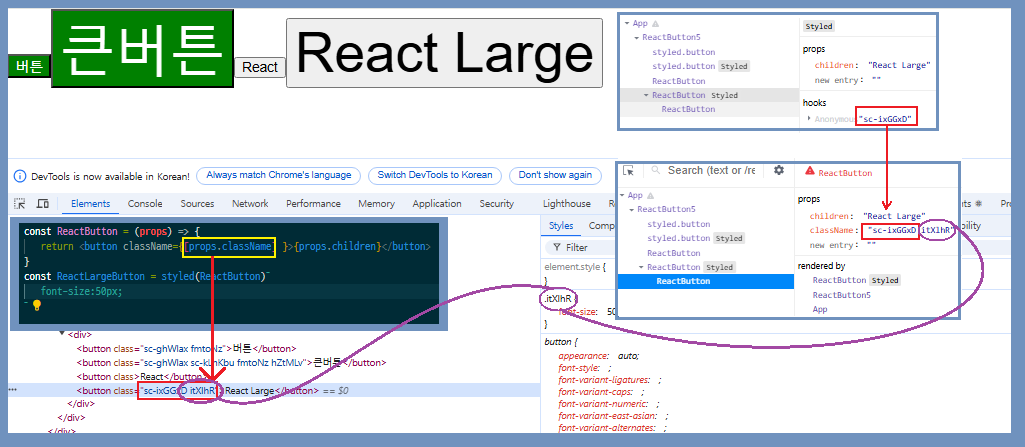 버튼 큰버튼 React React Large
App
ReactButton5
styled.button
styled.button Styled
ReactButton
ReactButton Styled
ReactButton
Styled
props
children: "React Large"
new entry: ""
hooks
Anonymous "sc-ixGGxD"
DevTools is now available in Korean! Always match Chrome's language Switch DevTools to Korean Don't show again
Elements Console Sources Network Performance Memory Application Security Lighthouse
const ReactButton = (props) => {
return <button className={[props.className] }>{props.children}</button>
}
const ReactLargeButton = styled(ReactButton)`
font-size:50px;
`
<div>
<button class="sc-ghWlax fmtoNz">버튼</button>
<button class="sc-ghWlax sc-kLhKbu fmtoNz hZtMLv">큰버튼</button>
<button class>React</button>
<button class="sc-ixGGxD itXlhR">React Large</button> == $0
</div>
</div>
</div>
Styles
Filter
element.style {
}
.itXlhR {
font-size: 50
}
button {
appearance: auto;
font-style: ;
font-variant-ligatures: ;
font-variant-caps: ;
font-variant-numeric: ;
font-variant-east-asian: ;
font-variant-alternates: ;
Search (text or /re
App
ReactButton5
styled.button
styled.button Styled
ReactButton
ReactButton Styled
ReactButton
ReactButton
props
children: "React Large"
className: "sc-ixGGxD itXlhR"
new entry: ""
rendered by
ReactButton Styled
ReactButton5
App